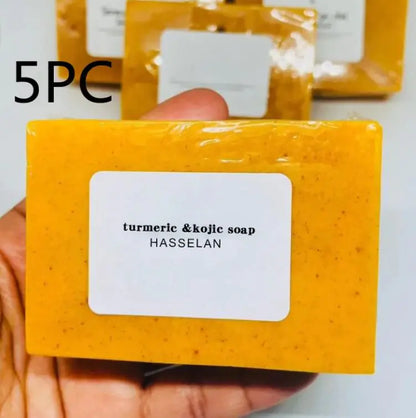 5PC
turmeric &kojic soap
HASSELAN